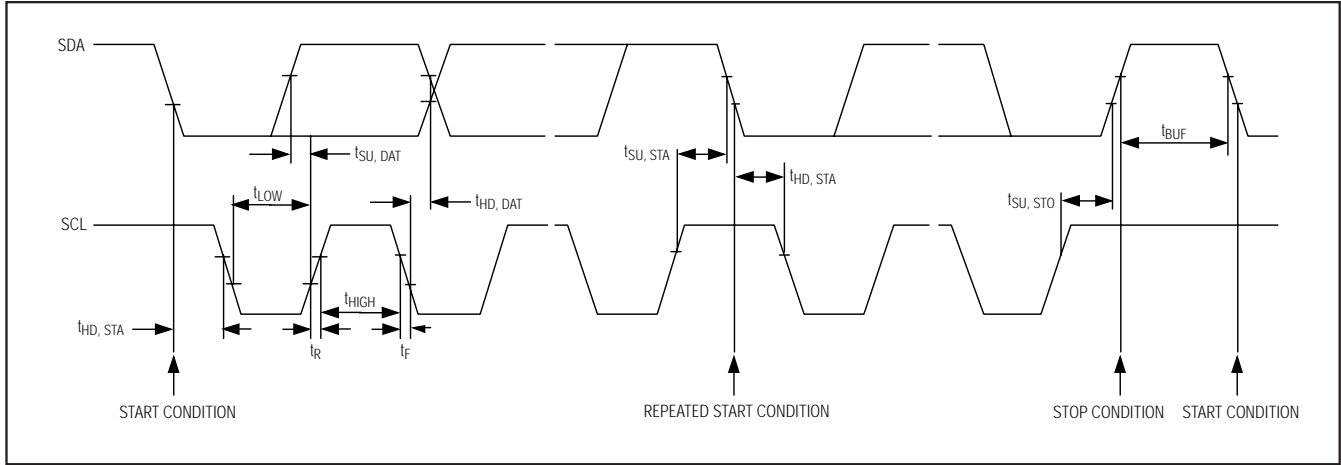 SDA
tSU, DAT
tSU, STA
tBUF
tLOW
tHD, DAT
tHD, STA
tSU, STO
SCL
tHIGH
tHD, STA
tR
tF
START CONDITION
REPEATED START CONDITION
STOP CONDITION
START CONDITION